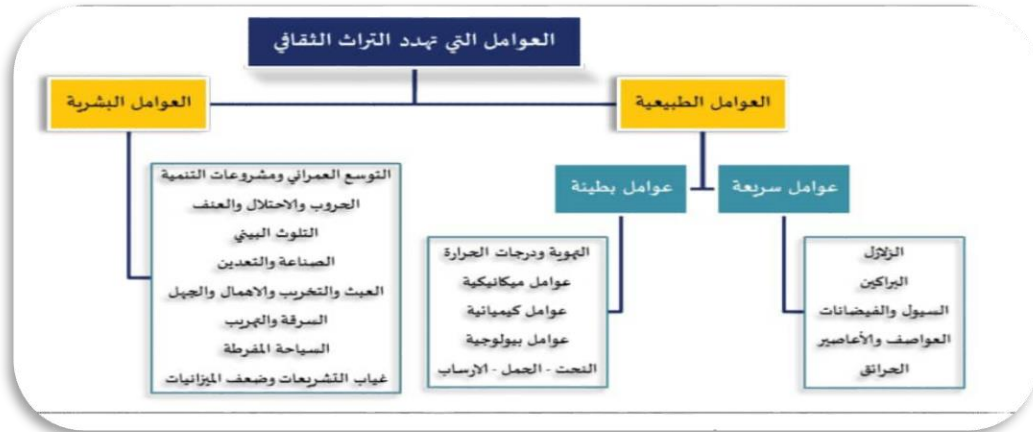 العوامل التي تهدد التراث الثقافي
العوامل الطبيعية
العوامل البشرية
عوامل سريعة
عوامل بطيئة
الزلازل
البراكين
السيول والفيضانات
العواصف والأعاصير
الحرائق
التهوية ودرجات الحرارة
عوامل ميكانيكية
عوامل كيميائية
عوامل بيولوجية
النحت - الحمل - الارساب
التوسع العمراني ومشروعات التنمية
الحروب والاحتلال والعنف
التلوث البيئي
الصناعة والتعدين
العبث والتخريب والاهمال والجهل
السرقة والتهريب
السياحة المفرطة
غياب التشريعات وضعف الميزانيات